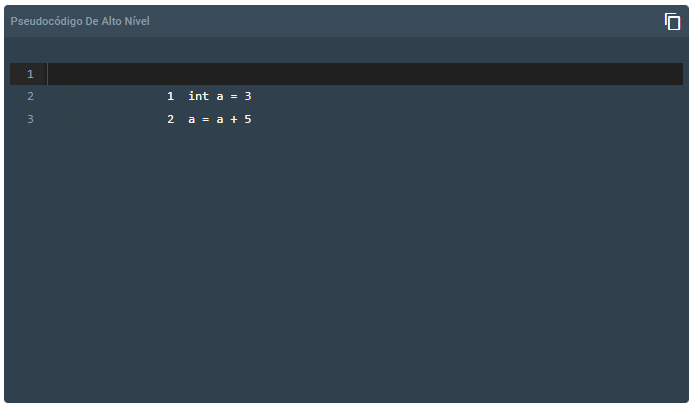 Pseudocódigo De Alto Nível
1
2 1 int a = 3
3 2 a = a + 5